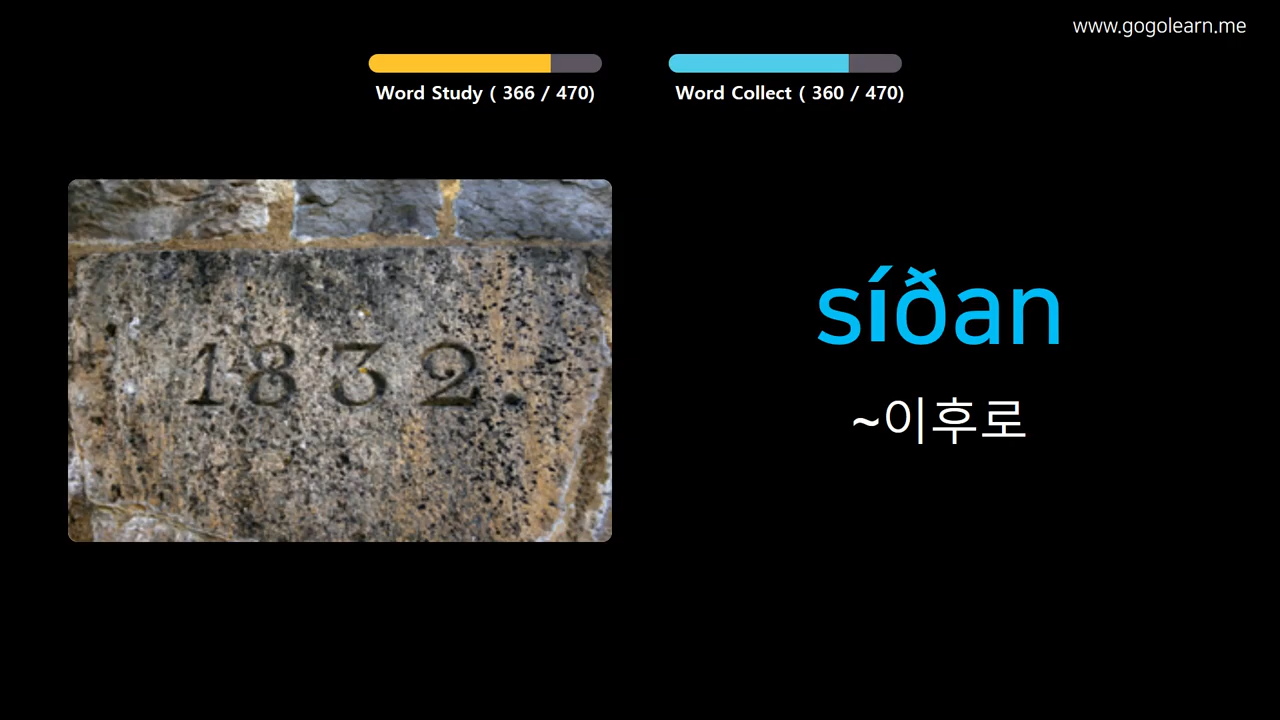 www.gogolearn.me
Word Study ( 366 / 470)
Word Collect ( 360 / 470)
1832.
síðan
~이후로